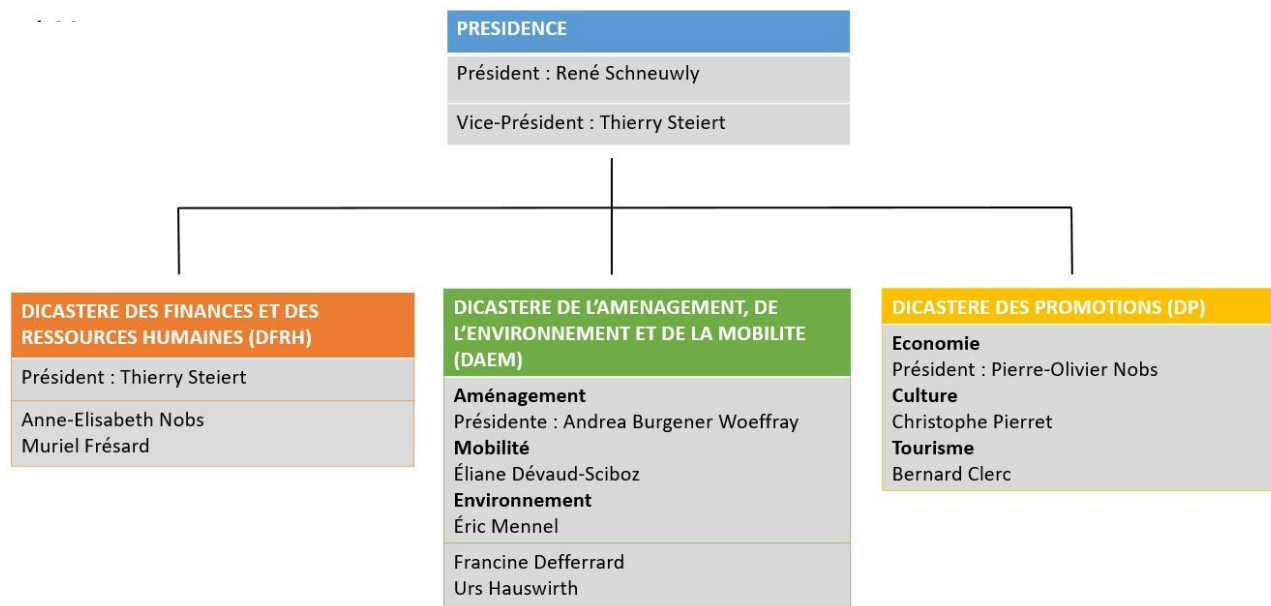 PRESIDENCE
Président : René Schneuwly
Vice-Président : Thierry Steiert
DICASTERE DES FINANCES ET DES
RESSOURCES HUMAINES (DFRH)
Président : Thierry Steiert
Anne-Elisabeth Nobs
Muriel Frésard
DICASTERE DE L’AMENAGEMENT, DE
L’ENVIRONNEMENT ET DE LA MOBILITE
(DAEM)
Aménagement
Présidente : Andrea Burgener Woeffray
Mobilité
Éliane Dévaud-Sciboz
Environnement
Éric Mennel
Francine Defferrard
Urs Hauswirth
DICASTERE DES PROMOTIONS (DP)
Economie
Président : Pierre-Olivier Nobs
Culture
Christophe Pierret
Tourisme
Bernard Clerc